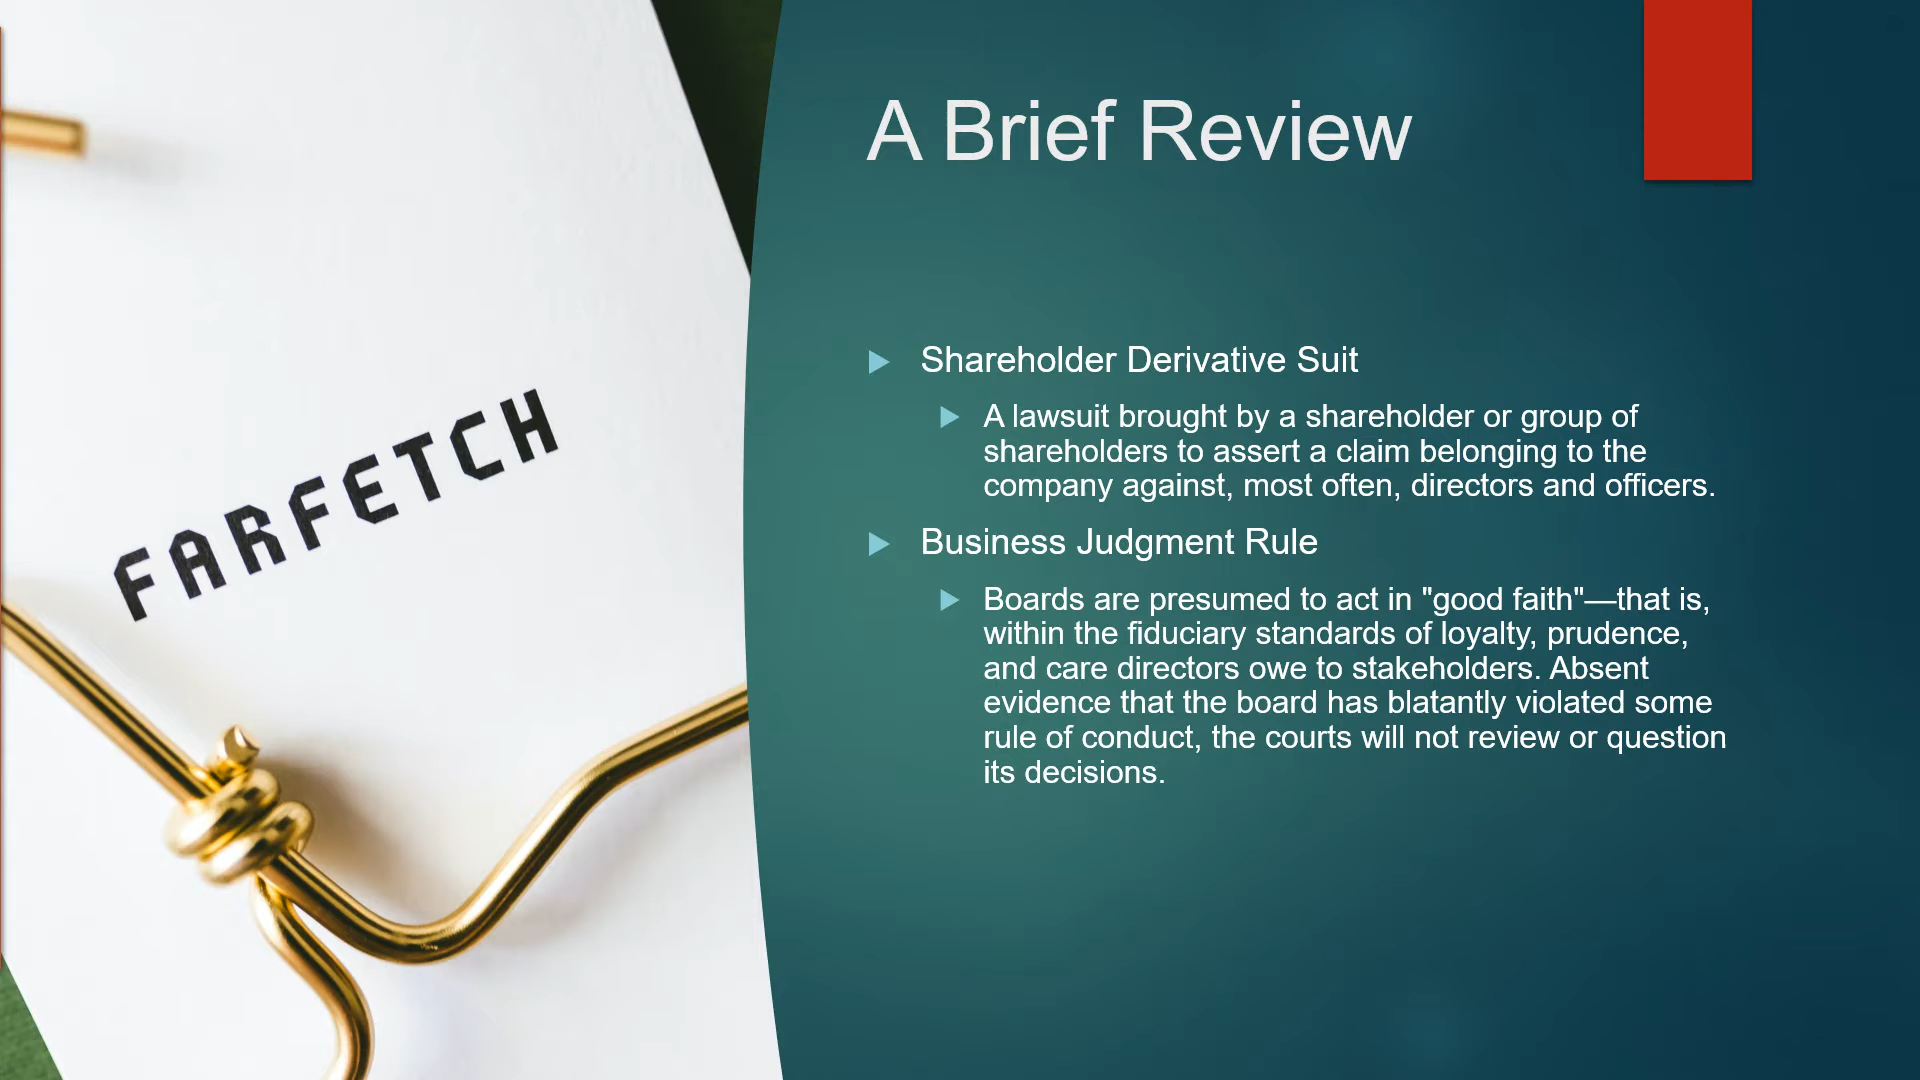 FARFETCH
A Brief Review
Shareholder Derivative Suit
A lawsuit brought by a shareholder or group of
shareholders to assert a claim belonging to the
company against, most often, directors and officers.
Business Judgment Rule
Boards are presumed to act in "good faith"—that is,
within the fiduciary standards of loyalty, prudence,
and care directors owe to stakeholders. Absent
evidence that the board has blatantly violated some
rule of conduct, the courts will not review or question
its decisions.